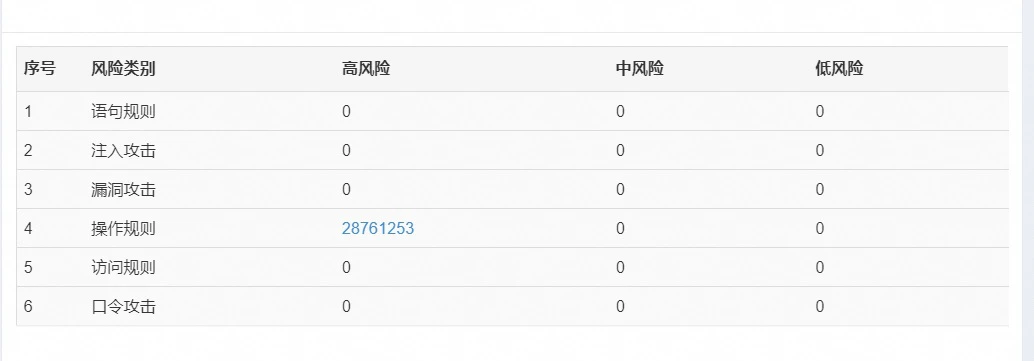 序号 风险类别 高风险 中风险 低风险
1 语句规则 0 0 0
2 注入攻击 0 0 0
3 漏洞攻击 0 0 0
4 操作规则 28761253 0 0
5 访问规则 0 0 0
6 口令攻击 0 0 0